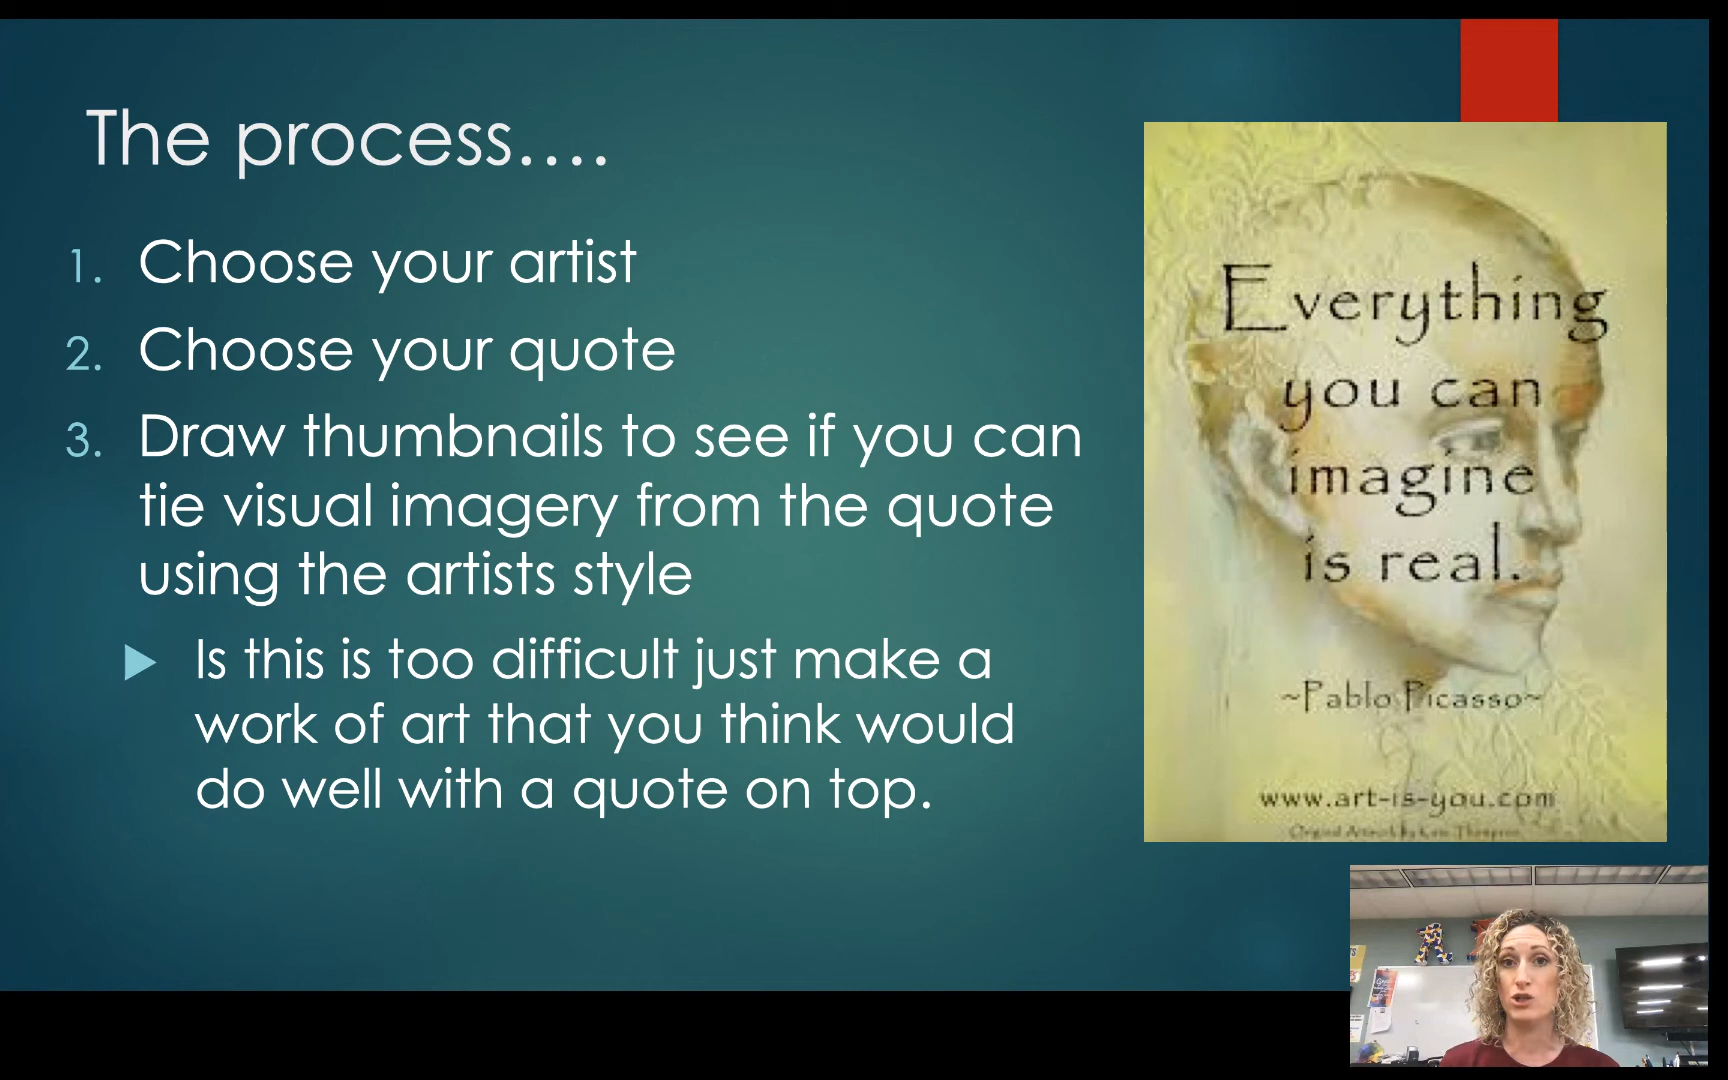 The process....
1. Choose your artist
2. Choose your quote
3. Draw thumbnails to see if you can
tie visual imagery from the quote
using the artists style
Is this is too difficult just make a
work of art that you think would
do well with a quote on top.
Everything
you can
imagine
is real.
~Pablo Picasso~
www.art-is-you.com
Original Artwork By